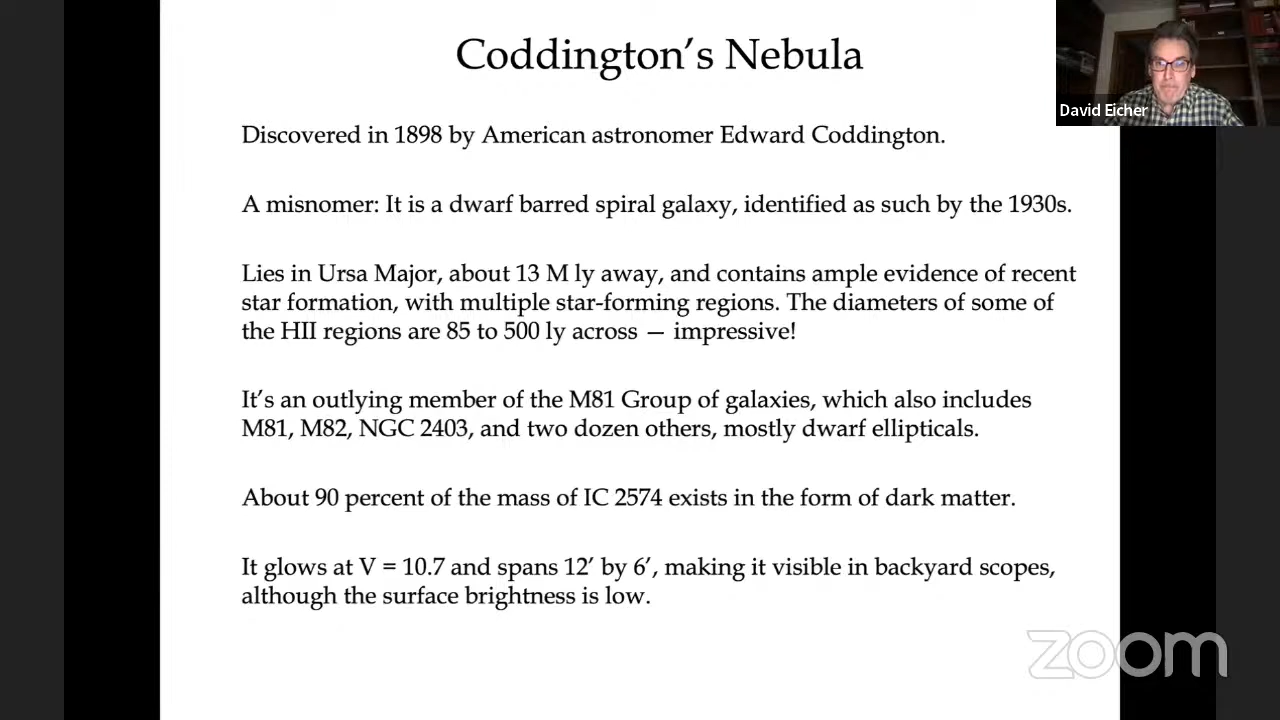 Coddington’s Nebula
David Eicher
Discovered in 1898 by American astronomer Edward Coddington.
A misnomer: It is a dwarf barred spiral galaxy, identified as such by the 1930s.
Lies in Ursa Major, about 13 M ly away, and contains ample evidence of recent
star formation, with multiple star-forming regions. The diameters of some of
the HII regions are 85 to 500 ly across — impressive!
It’s an outlying member of the M81 Group of galaxies, which also includes
M81, M82, NGC 2403, and two dozen others, mostly dwarf ellipticals.
About 90 percent of the mass of IC 2574 exists in the form of dark matter.
It glows at V = 10.7 and spans 12′ by 6′, making it visible in backyard scopes,
although the surface brightness is low.
zoom